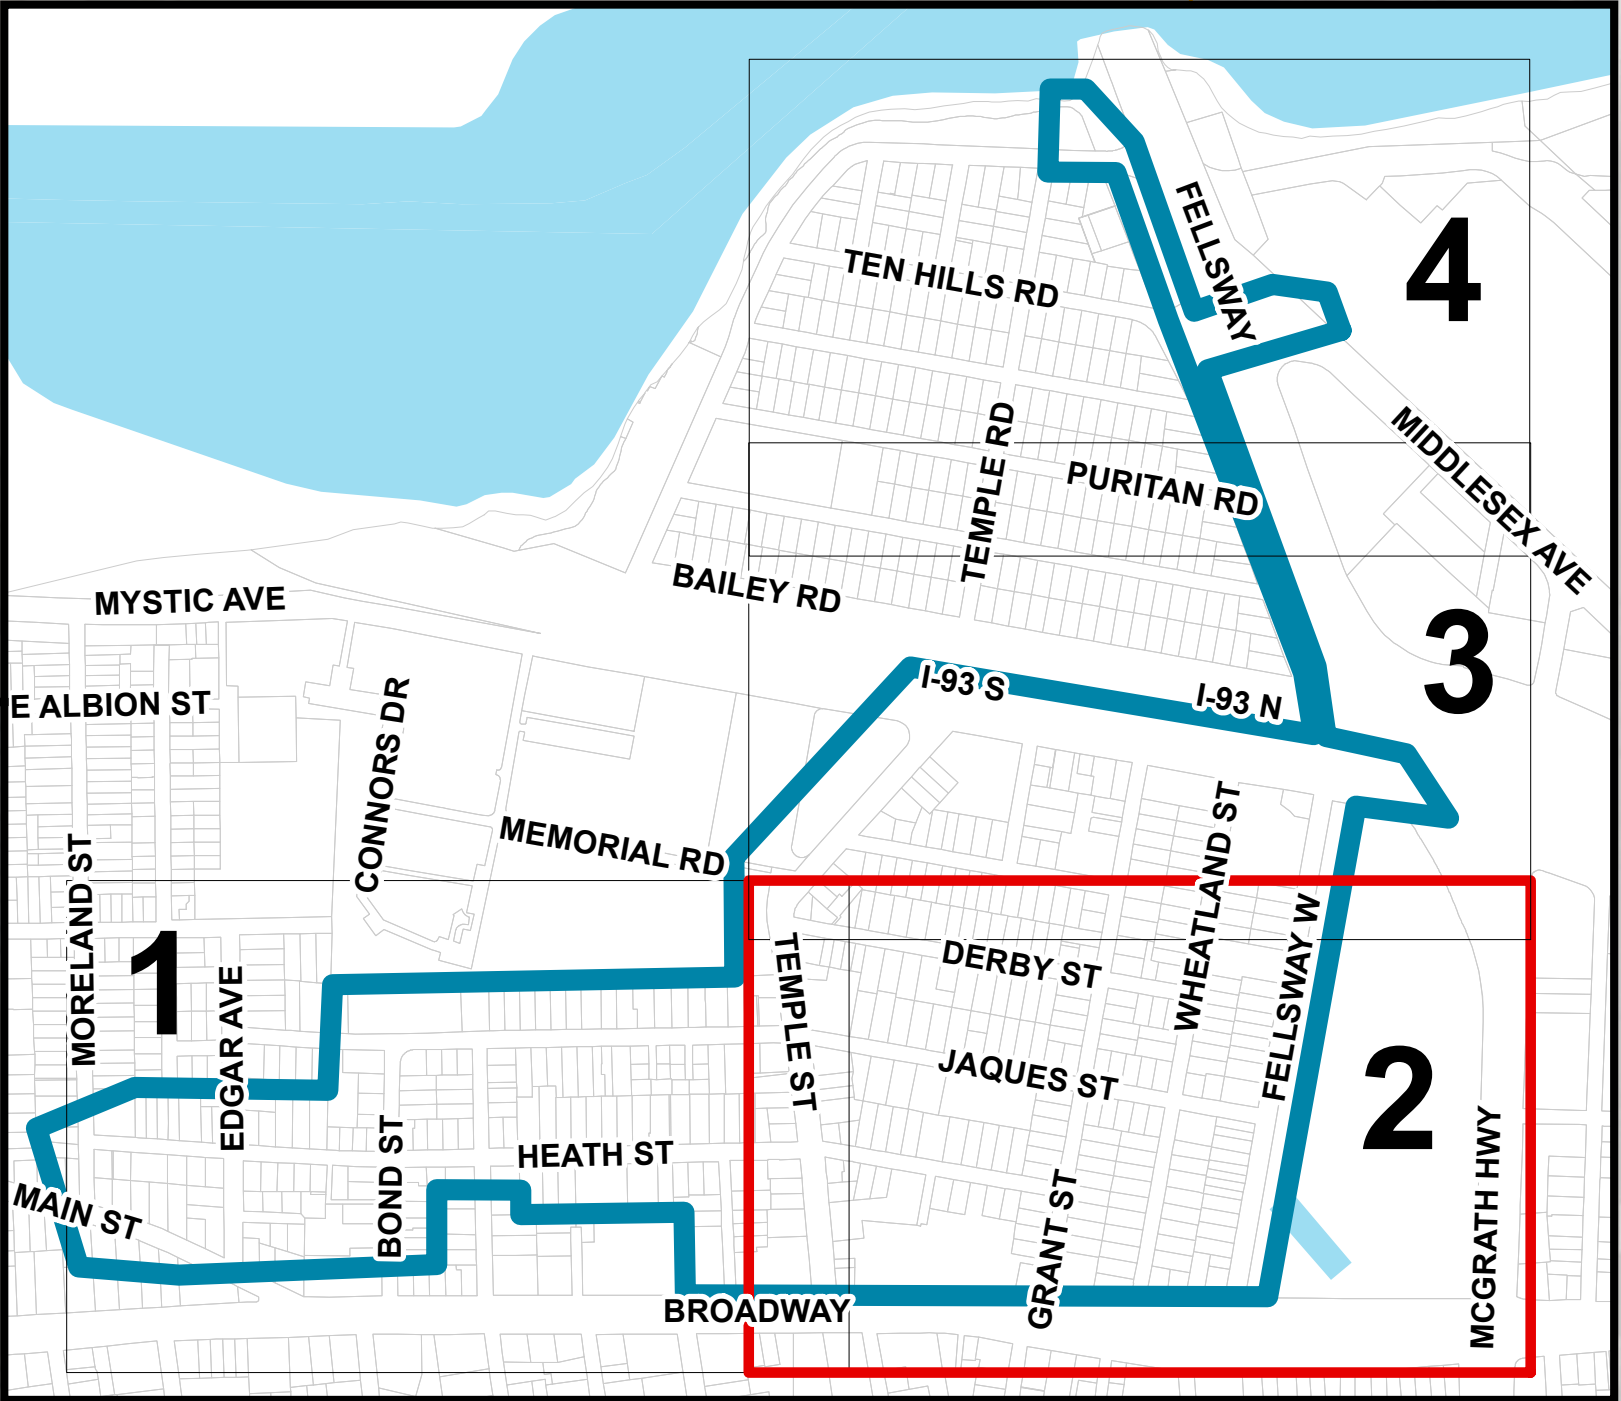 FELLSWAY
4
TEN HILLS RD
MIDDLESEX AVE
TEMPLE RD
PURITAN RD
BAILEY RD
MYSTIC AVE
3
E ALBION ST
CONNORS DR
I-93 S
I-93 N
MEMORIAL RD
WHEATLAND ST
MORELAND ST
1
EDGAR AVE
TEMPLE ST
DERBY ST
FELLSWAY W
JAQUES ST
2
BOND ST
HEATH ST
MAIN ST
GRANT ST
MCGRATH HWY
BROADWAY